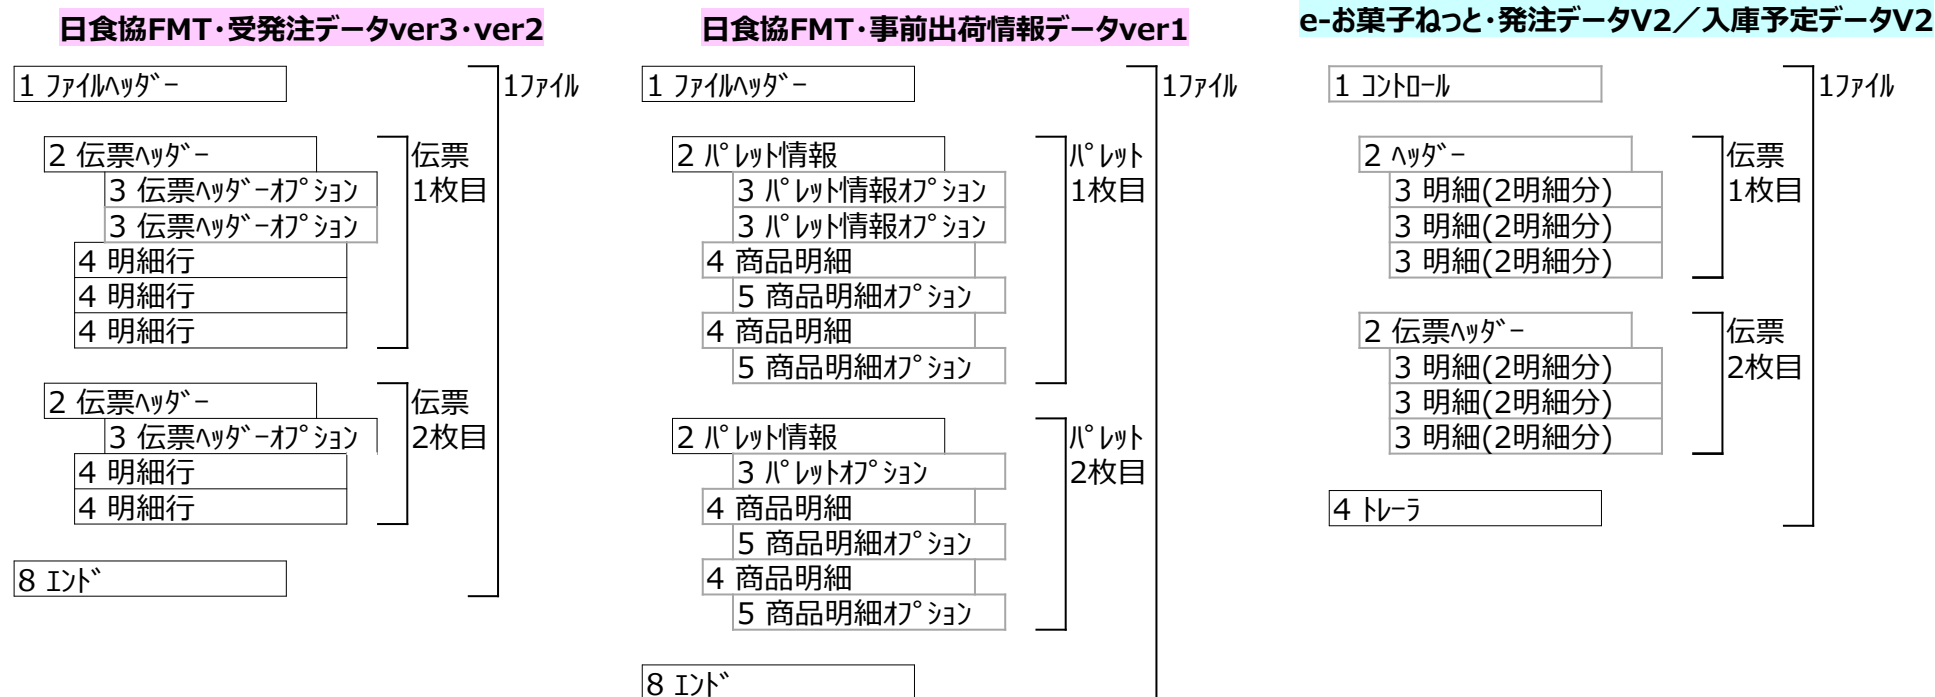 日食協FMT・受発注データver3・ver2
1 ﾌｧｲﾙﾍｯﾀﾞｰ
1ﾌｧｲﾙ
2 伝票ﾍｯﾀﾞｰ
伝票
3 伝票ﾍｯﾀﾞｰｵﾌﾟｼｮﾝ
1枚目
3 伝票ﾍｯﾀﾞｰｵﾌﾟｼｮﾝ
4 明細行
4 明細行
4 明細行
2 伝票ﾍｯﾀﾞｰ
伝票
3 伝票ﾍｯﾀﾞｰｵﾌﾟｼｮﾝ
2枚目
4 明細行
4 明細行
8 ｴﾝﾄﾞ
日食協FMT・事前出荷情報データver1
1 ﾌｧｲﾙﾍｯﾀﾞｰ
1ﾌｧｲﾙ
2 ﾊﾟﾚｯﾄ情報
ﾊﾟﾚｯﾄ
3 ﾊﾟﾚｯﾄ情報ｵﾌﾟｼｮﾝ
1枚目
3 ﾊﾟﾚｯﾄ情報ｵﾌﾟｼｮﾝ
4 商品明細
5 商品明細ｵﾌﾟｼｮﾝ
4 商品明細
5 商品明細ｵﾌﾟｼｮﾝ
2 ﾊﾟﾚｯﾄ情報
ﾊﾟﾚｯﾄ
3 ﾊﾟﾚｯﾄｵﾌﾟｼｮﾝ
2枚目
4 商品明細
5 商品明細ｵﾌﾟｼｮﾝ
4 商品明細
5 商品明細ｵﾌﾟｼｮﾝ
8 ｴﾝﾄﾞ
e-お菓子ねっと・発注データV2／入庫予定データV2
1 ｺﾝﾄﾛｰﾙ
1ﾌｧｲﾙ
2 ﾍｯﾀﾞｰ
伝票
3 明細(2明細分)
1枚目
3 明細(2明細分)
3 明細(2明細分)
2 伝票ﾍｯﾀﾞｰ
伝票
3 明細(2明細分)
2枚目
3 明細(2明細分)
3 明細(2明細分)
4 ﾄﾚｰﾗ